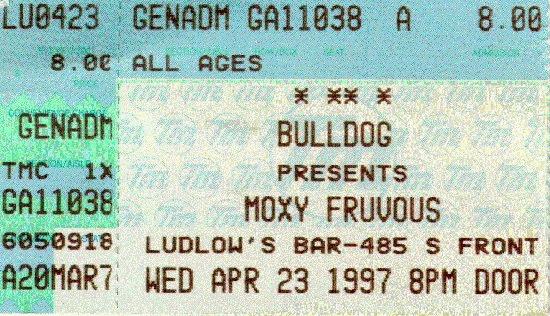 LU0423 GENADM GA11038 A 8.00
8.00 ALL AGES
* ** *
GENADM BULLDOG
TMC 1X PRESENTS
GA11038 MOXY FRUVOUS
6050918 LUDLOW'S BAR-485 S FRONT
A20MAR7 WED APR 23 1997 8PM DOOR